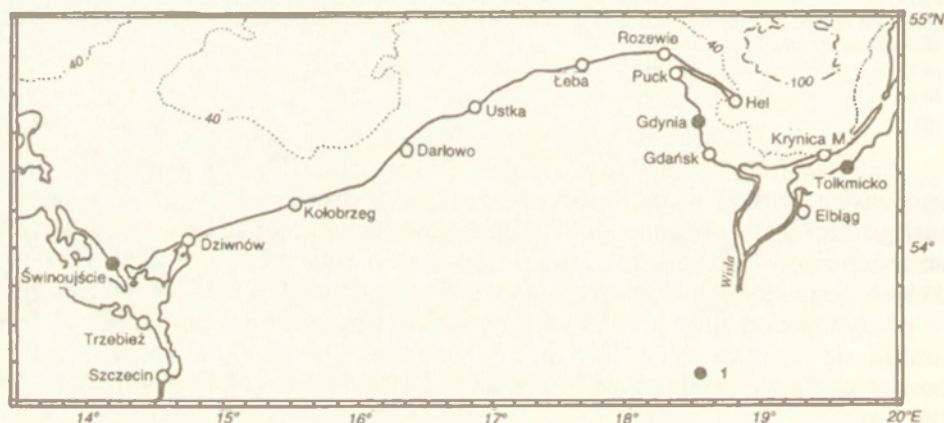 55°N
Rozewie
40
40
100
Puck
Łeba
Hel
40
Ustka
Gdynia
Krynica M.
Darłowo
Gdańsk
Tolkmicko
Kołobrzeg
Elbląg
Dziwnów
54°
Świnoujście
Wisła
Trzebież
Szczecin
1
14° 15° 16° 17° 18° 19° 20°E